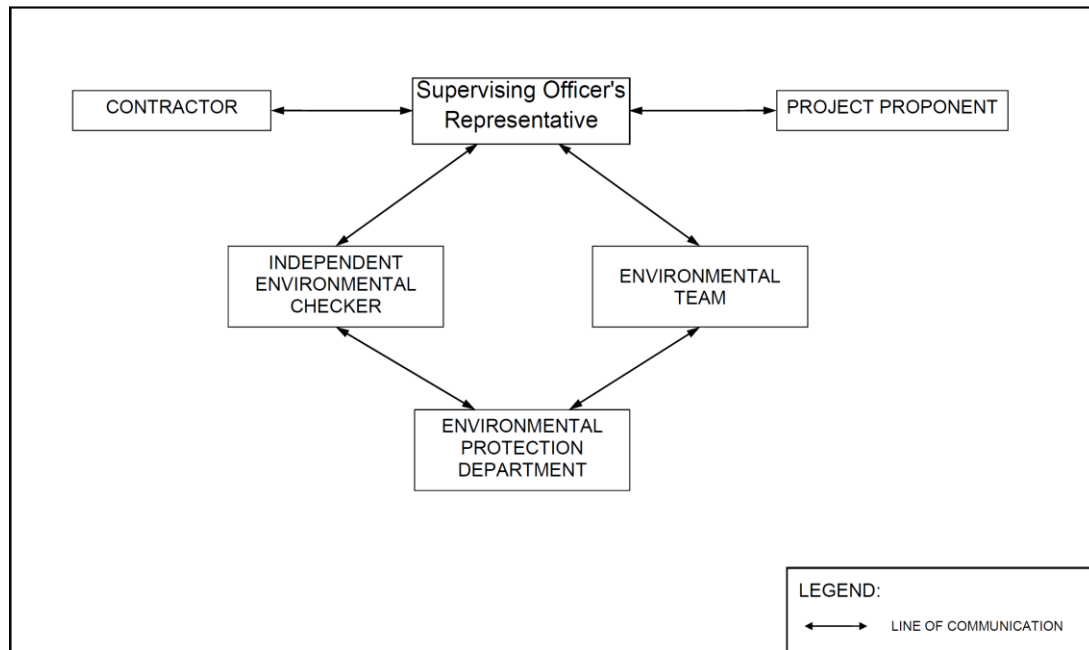 CONTRACTOR
Supervising Officer's
Representative
PROJECT PROPONENT
INDEPENDENT
ENVIRONMENTAL
CHECKER
ENVIRONMENTAL
TEAM
ENVIRONMENTAL
PROTECTION
DEPARTMENT
LEGEND:
LINE OF COMMUNICATION